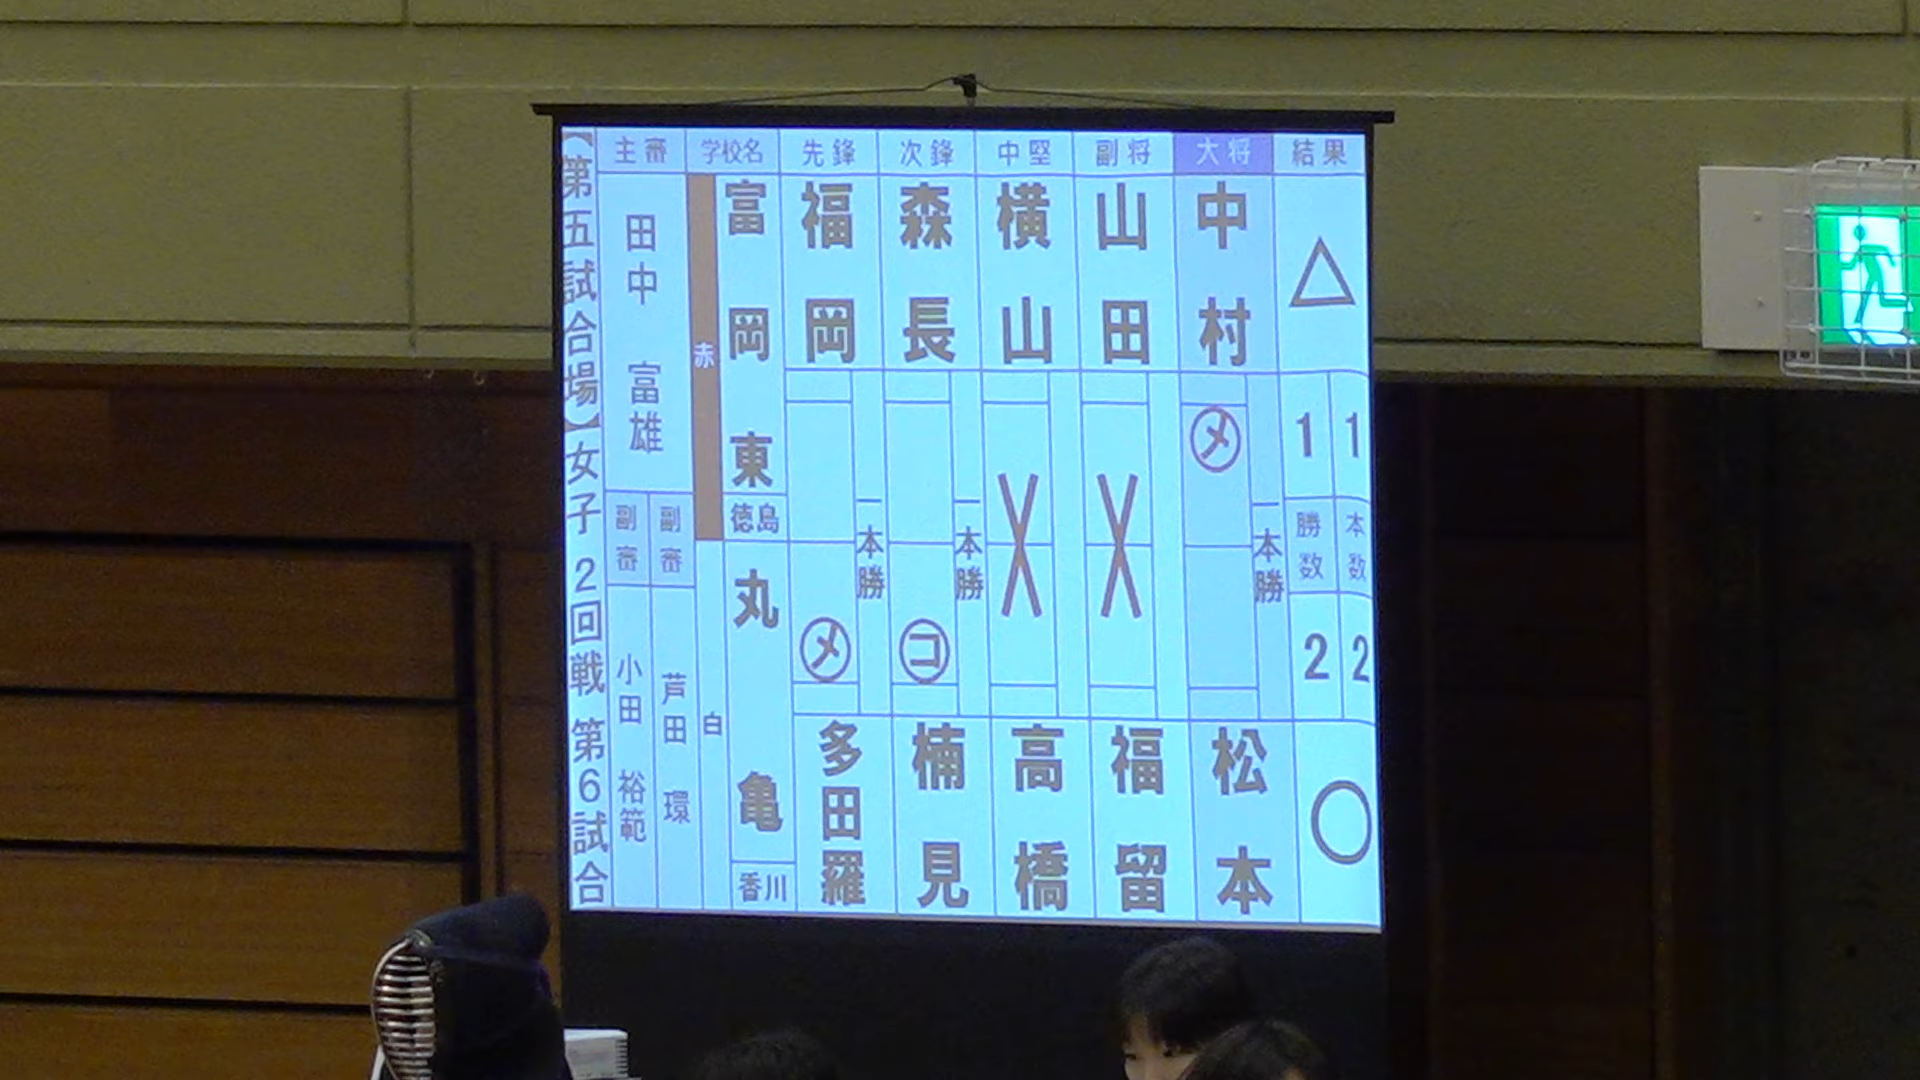 【第五試合場】女子 2回戦 第6試合
主審 学校名 先鋒 次鋒 中堅 副将 大将 結果
田中 富雄
副審 小田 裕範
副審 芦田 環
赤 富岡東 徳島
福岡 森長 横山 山田 中村 △
メ 1 1
一本勝 一本勝 一本勝 勝数 本数
メ コ 2 2
白 丸亀 香川
多田羅 楠見 高橋 福留 松本 ○